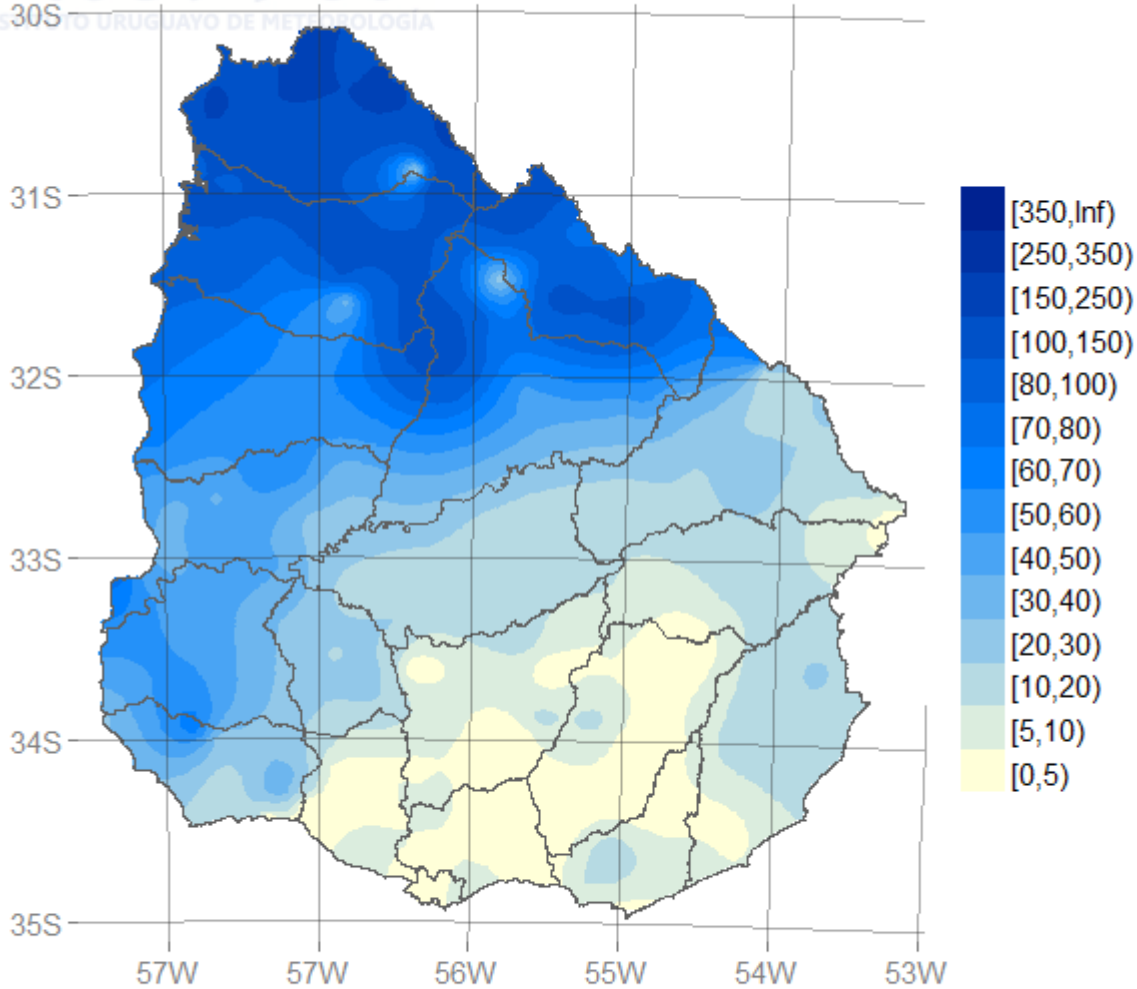 30S
INSTITUTO URUGUAYO DE METEOROLOGÍA
31S
32S
33S
34S
35S
57W 57W 56W 55W 54W 53W
[350,Inf)
[250,350)
[150,250)
[100,150)
[80,100)
[70,80)
[60,70)
[50,60)
[40,50)
[30,40)
[20,30)
[10,20)
[5,10)
[0,5)